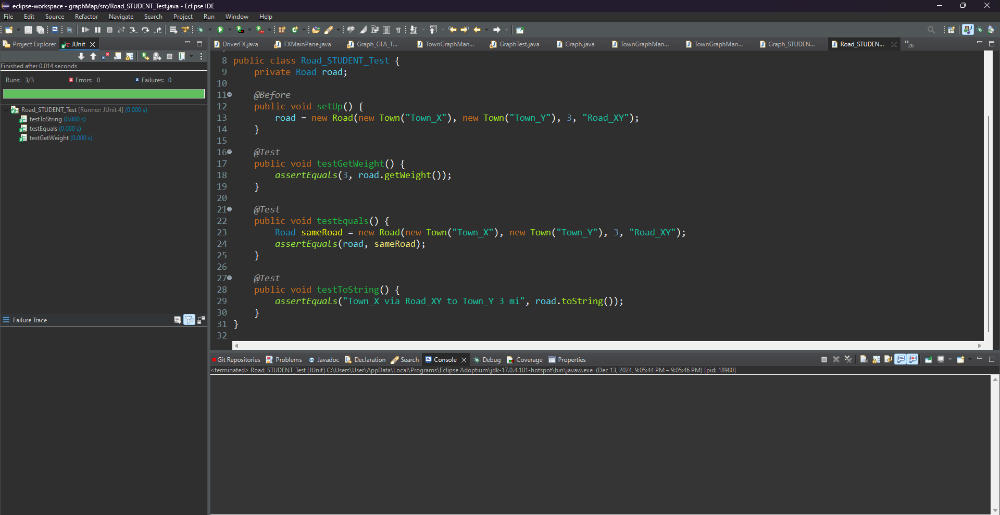 eclipse-workspace - graphMap/src/Road_STUDENT_Test.java - Eclipse IDE
File Edit Source Refactor Navigate Search Project Run Window Help
Project Explorer JUnit
Finished after 0.014 seconds
Runs: 3/3 Errors: 0 Failures: 0
Road_STUDENT_Test [Runner: JUnit 4] (0.000 s)
testToString (0.000 s)
testEquals (0.000 s)
testGetWeight (0.000 s)
Failure Trace
DriverFX.java FXMainPane.java Graph_GFA_T... TownGraphMan... GraphTest.java Graph.java TownGraphMan... TownGraphMan... Graph_STUDEN... Road_STUDEN... »26
8 public class Road_STUDENT_Test {
9 private Road road;
10
11 @Before
12 public void setUp() {
13 road = new Road(new Town("Town_X"), new Town("Town_Y"), 3, "Road_XY");
14 }
15
16 @Test
17 public void testGetWeight() {
18 assertEquals(3, road.getWeight());
19 }
20
21 @Test
22 public void testEquals() {
23 Road sameRoad = new Road(new Town("Town_X"), new Town("Town_Y"), 3, "Road_XY");
24 assertEquals(road, sameRoad);
25 }
26
27 @Test
28 public void testToString() {
29 assertEquals("Town_X via Road_XY to Town_Y 3 mi", road.toString());
30 }
31 }
32
Git Repositories Problems Javadoc Declaration Search Console Debug Coverage Properties
<terminated> Road_STUDENT_Test [JUnit] C:\Users\User\AppData\Local\Programs\Eclipse Adoptium\jdk-17.0.4.101-hotspot\bin\javaw.exe (Dec 13, 2024, 9:05:44 PM – 9:05:46 PM) [pid: 18980]